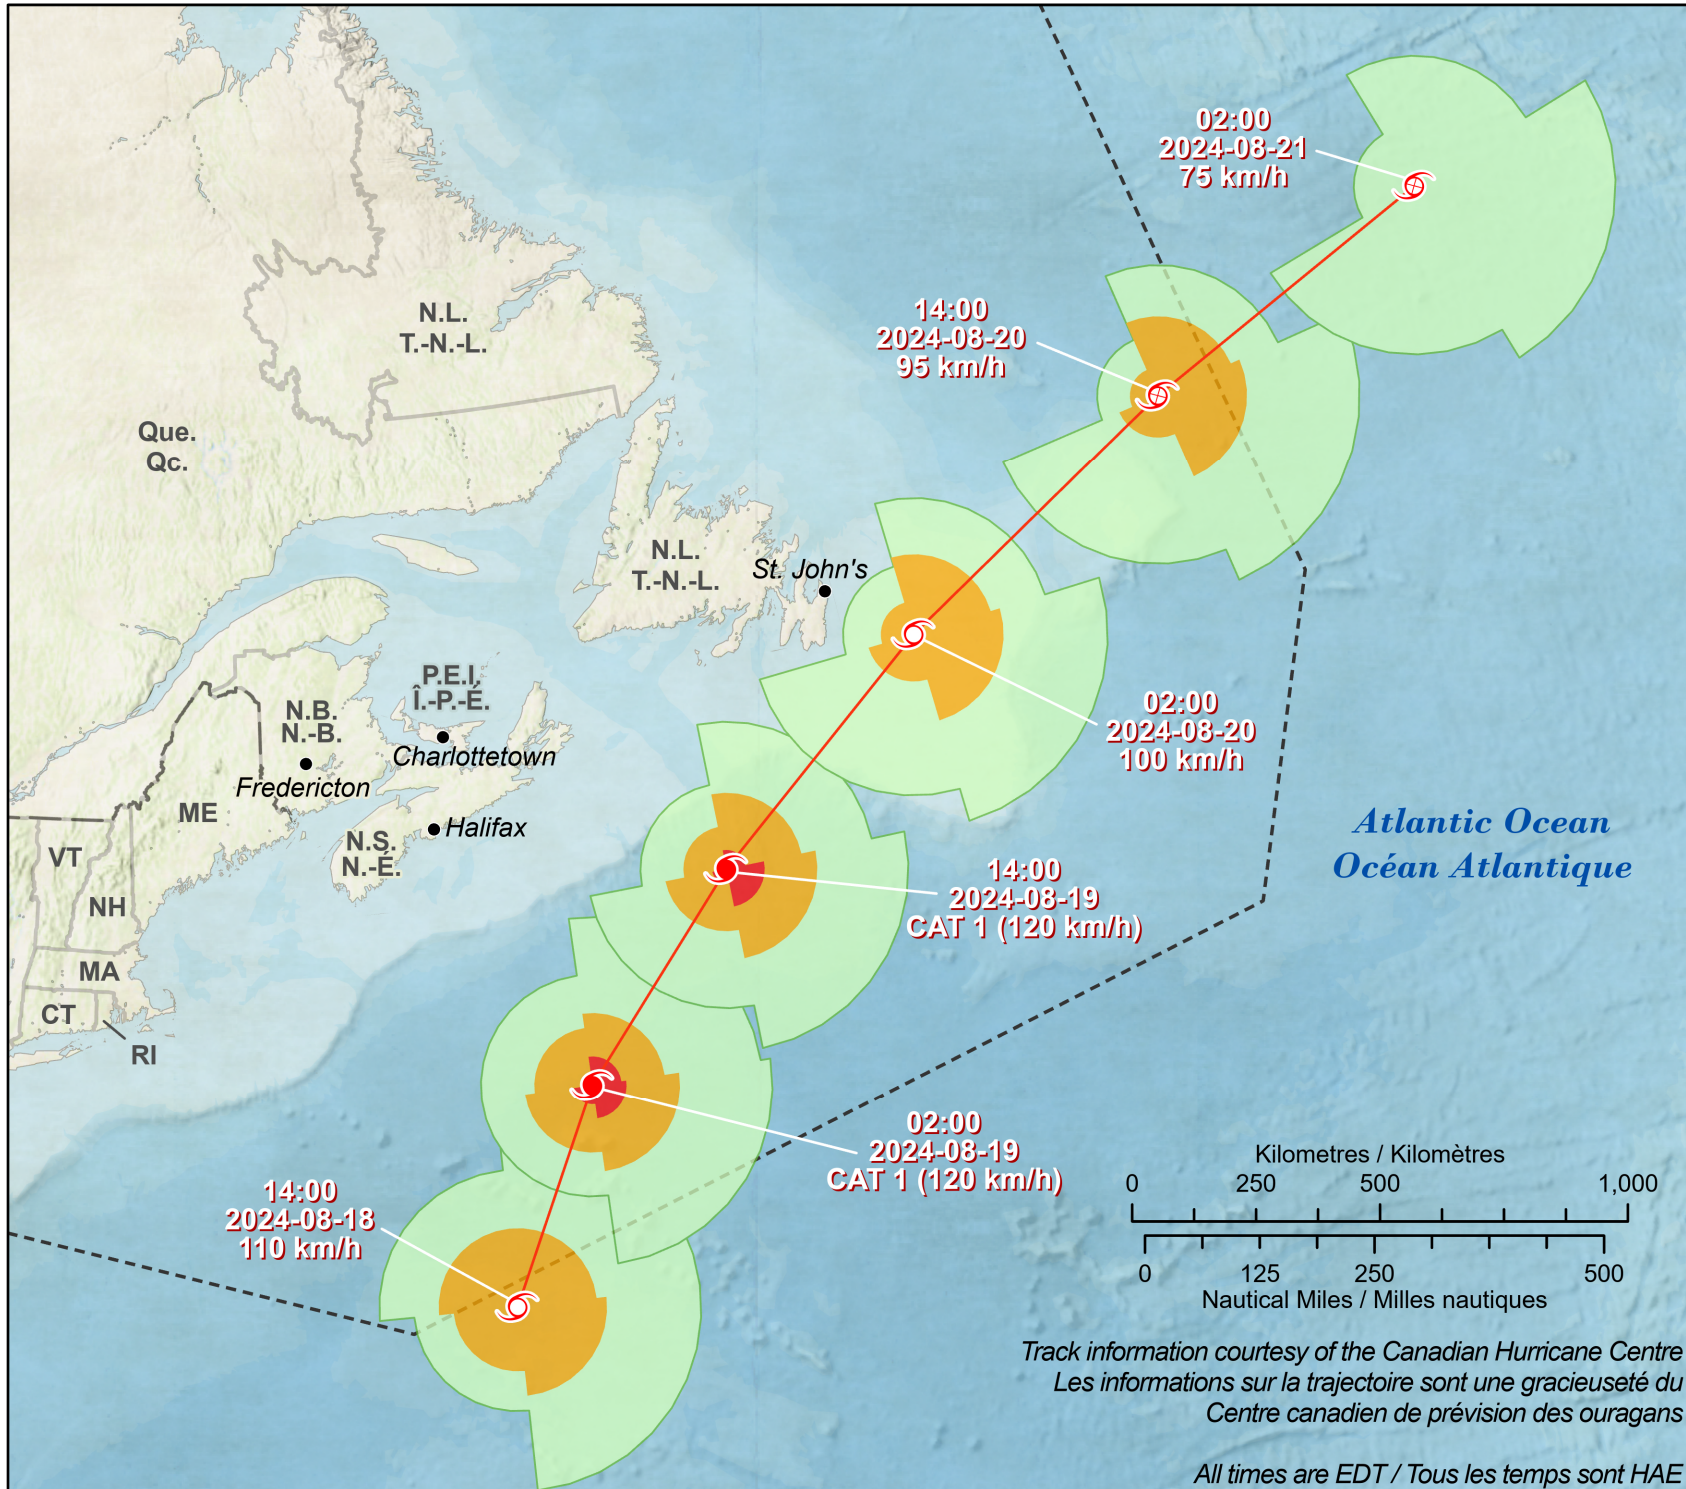 02:00
2024-08-21
75 km/h
14:00
2024-08-20
95 km/h
N.L.
T.-N.-L.
Que.
Qc.
N.L.
T.-N.-L.
St. John's
P.E.I.
Î.-P.-É.
N.B.
N.-B.
Charlottetown
Fredericton
ME
Halifax
N.S.
N.-É.
VT
NH
MA
CT
RI
02:00
2024-08-20
100 km/h
Atlantic Ocean
Océan Atlantique
14:00
2024-08-19
CAT 1 (120 km/h)
02:00
2024-08-19
CAT 1 (120 km/h)
14:00
2024-08-18
110 km/h
Kilometres / Kilomètres
0 250 500 1,000
0 125 250 500
Nautical Miles / Milles nautiques
Track information courtesy of the Canadian Hurricane Centre
Les informations sur la trajectoire sont une gracieuseté du
Centre canadien de prévision des ouragans
All times are EDT / Tous les temps sont HAE